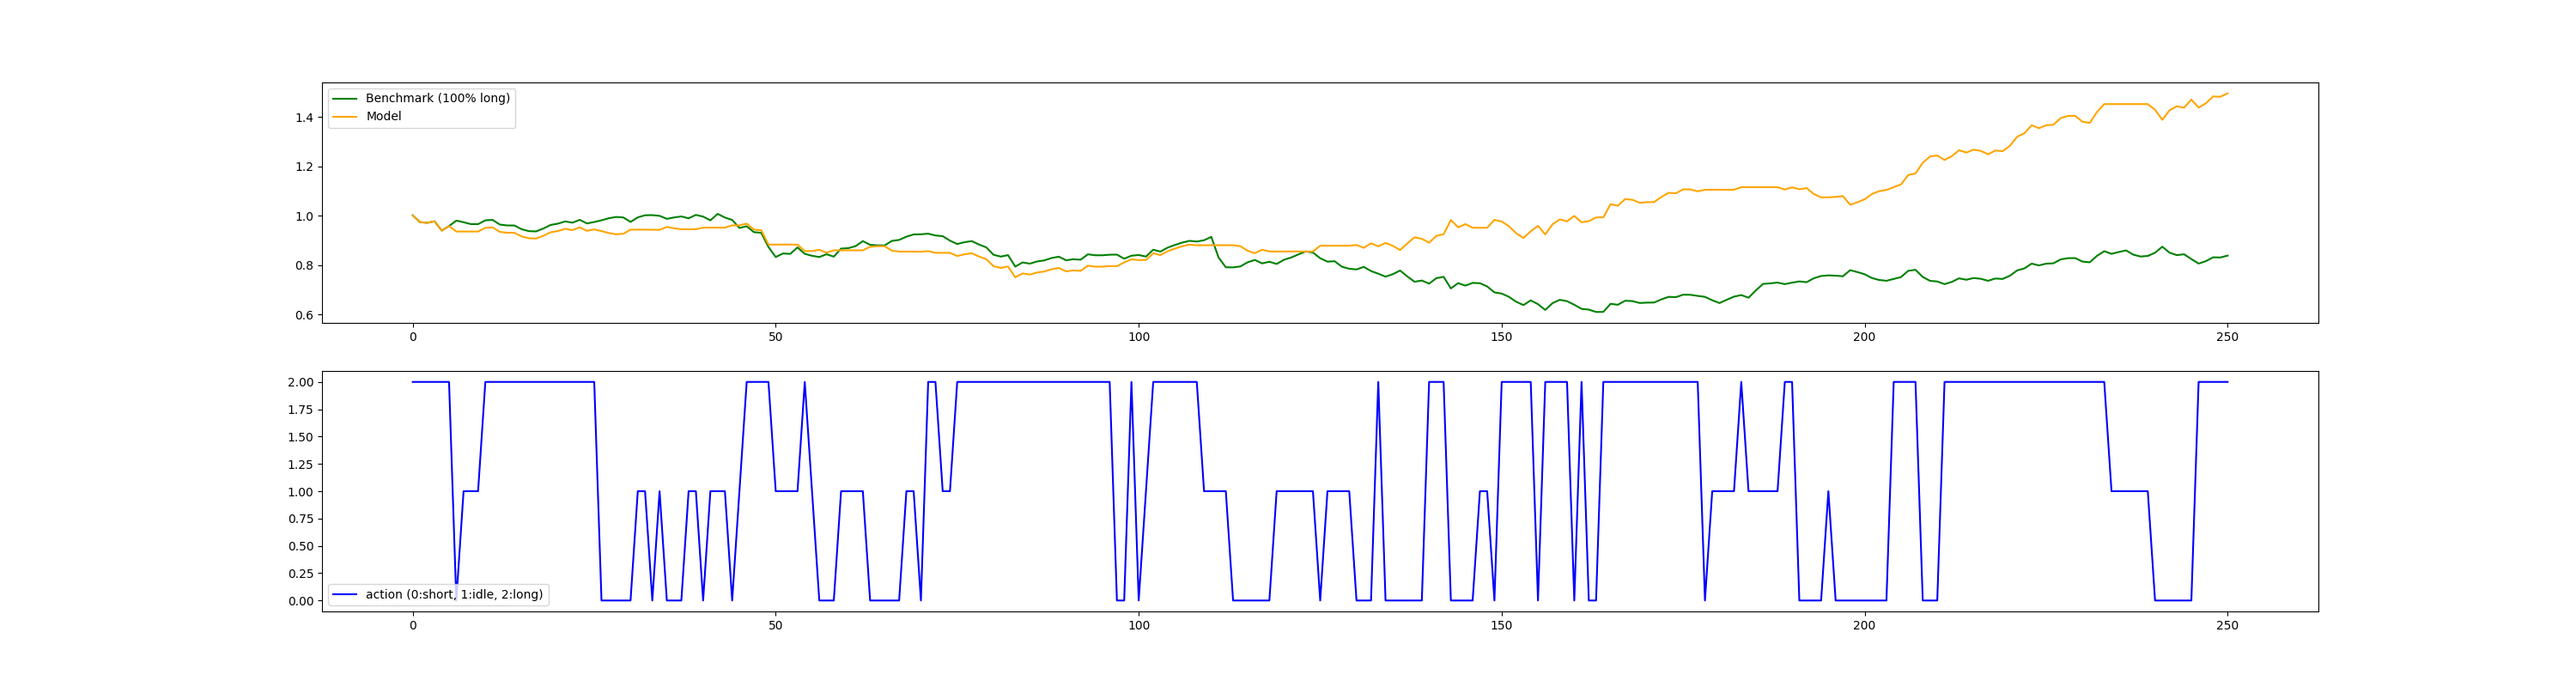 Benchmark (100% long)
Model
1.4
1.2
1.0
0.8
0.6
0 50 100 150 200 250
2.00
1.75
1.50
1.25
1.00
0.75
0.50
0.25
0.00
action (0:short, 1:idle, 2:long)
0 50 100 150 200 250